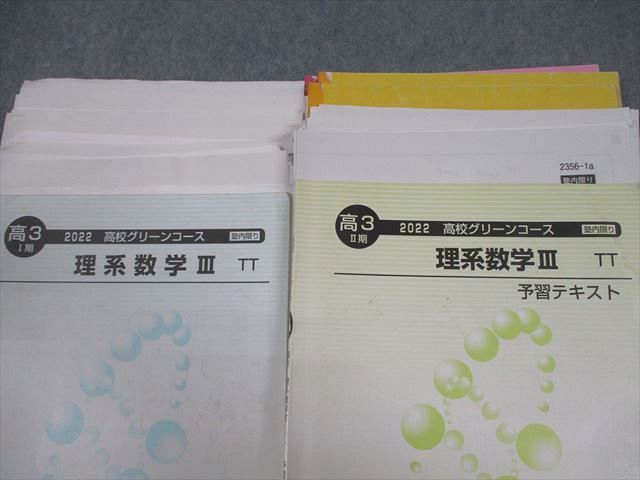 高3
I期
2022 高校グリーンコース
塾内限り
理系数学III TT
2356-1a
塾内限り
高3
II期
2022 高校グリーンコース
塾内限り
理系数学III TT
予習テキスト